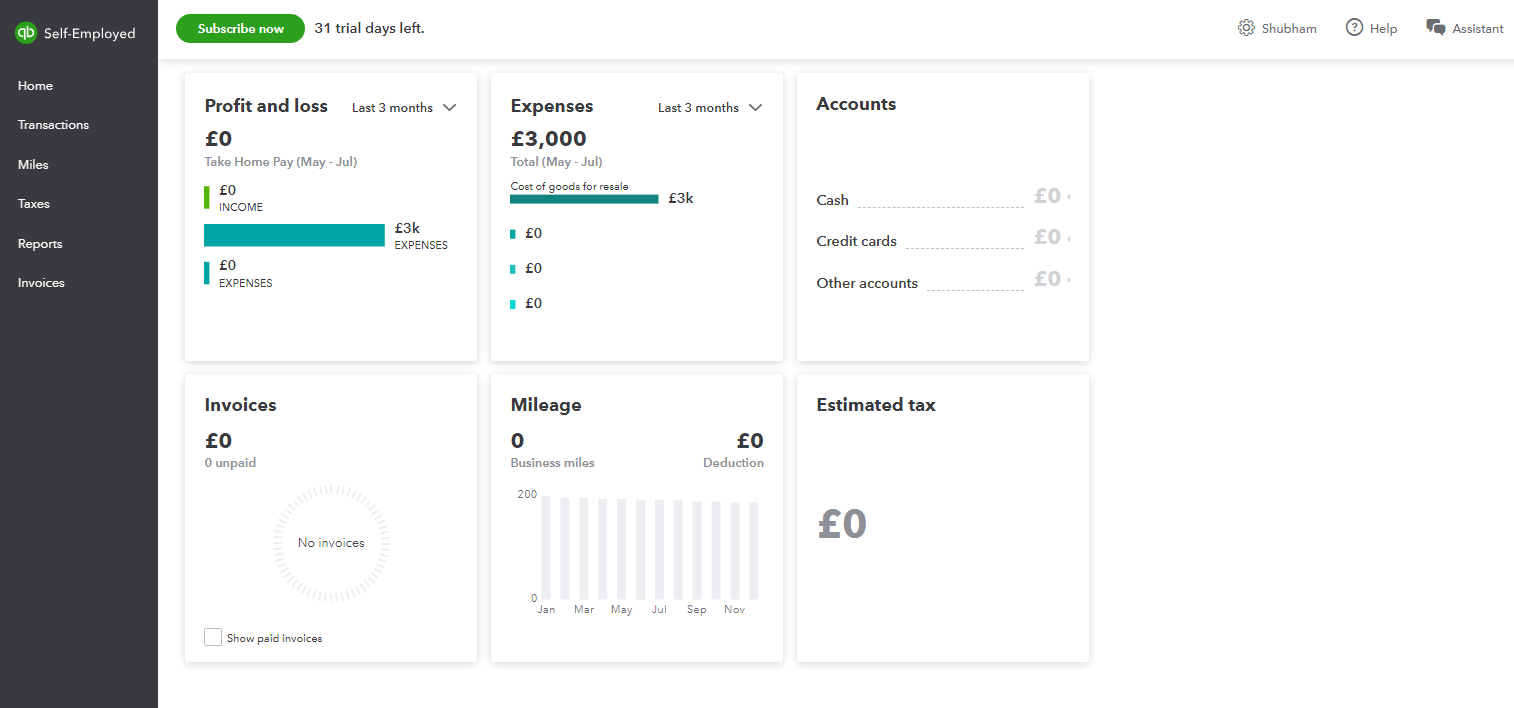 qb Self-Employed
Home
Transactions
Miles
Taxes
Reports
Invoices
Subscribe now 31 trial days left.
Shubham
? Help
Assistant
Profit and loss Last 3 months
£0
Take Home Pay (May - Jul)
£0
INCOME
£3k
EXPENSES
£0
EXPENSES
Expenses Last 3 months
£3,000
Total (May - Jul)
Cost of goods for resale
£3k
£0
£0
£0
Accounts
Cash £0
Credit cards £0
Other accounts £0
Invoices
£0
0 unpaid
No invoices
Show paid invoices
Mileage
0 £0
Business miles Deduction
200
0
Jan Mar May Jul Sep Nov
Estimated tax
£0